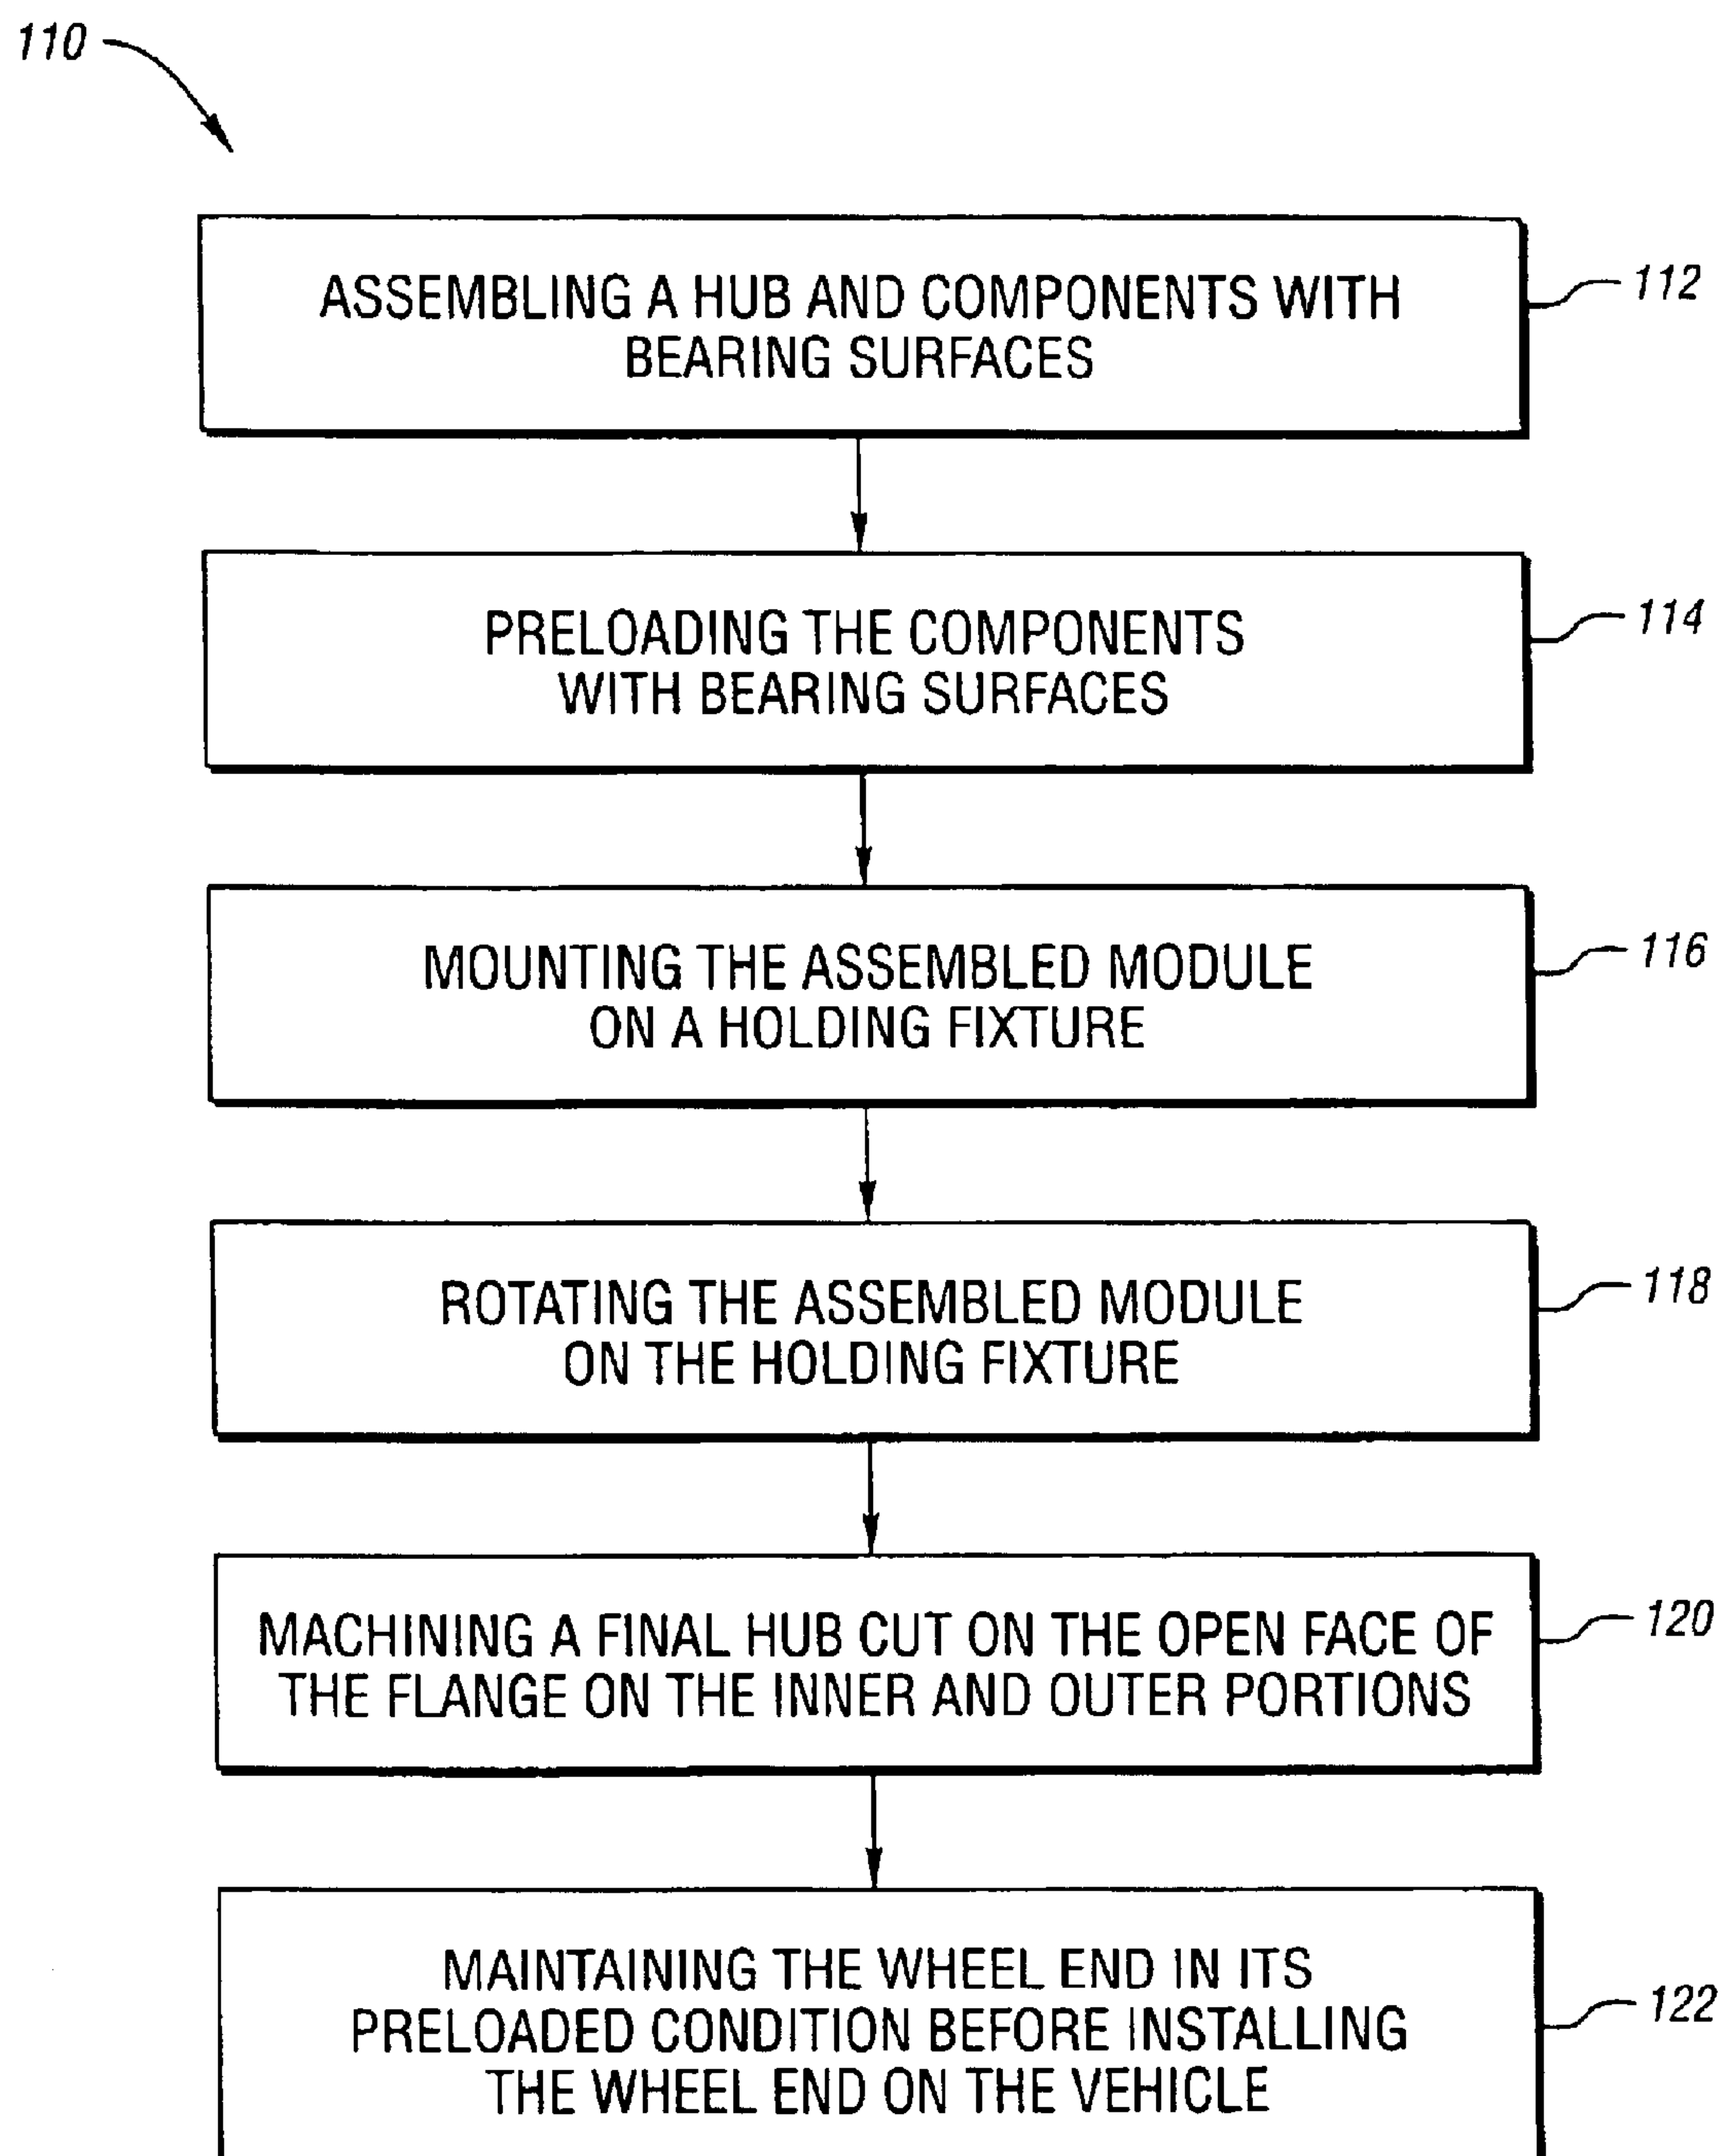 110
ASSEMBLING A HUB AND COMPONENTS WITH
BEARING SURFACES
112
PRELOADING THE COMPONENTS
WITH BEARING SURFACES
114
MOUNTING THE ASSEMBLED MODULE
ON A HOLDING FIXTURE
116
ROTATING THE ASSEMBLED MODULE
ON THE HOLDING FIXTURE
118
MACHINING A FINAL HUB CUT ON THE OPEN FACE OF
THE FLANGE ON THE INNER AND OUTER PORTIONS
120
MAINTAINING THE WHEEL END IN ITS
PRELOADED CONDITION BEFORE INSTALLING
THE WHEEL END ON THE VEHICLE
122